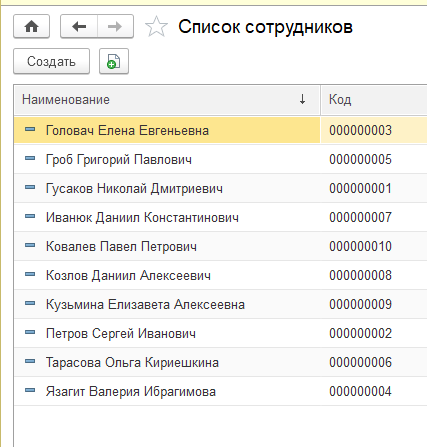 Список сотрудников
Создать
Наименование ↓ Код
Головач Елена Евгеньевна 000000003
Гроб Григорий Павлович 000000005
Гусаков Николай Дмитриевич 000000001
Иванюк Даниил Константинович 000000007
Ковалев Павел Петрович 000000010
Козлов Даниил Алексеевич 000000008
Кузьмина Елизавета Алексеевна 000000009
Петров Сергей Иванович 000000002
Тарасова Ольга Кириешкина 000000006
Язагит Валерия Ибрагимова 000000004